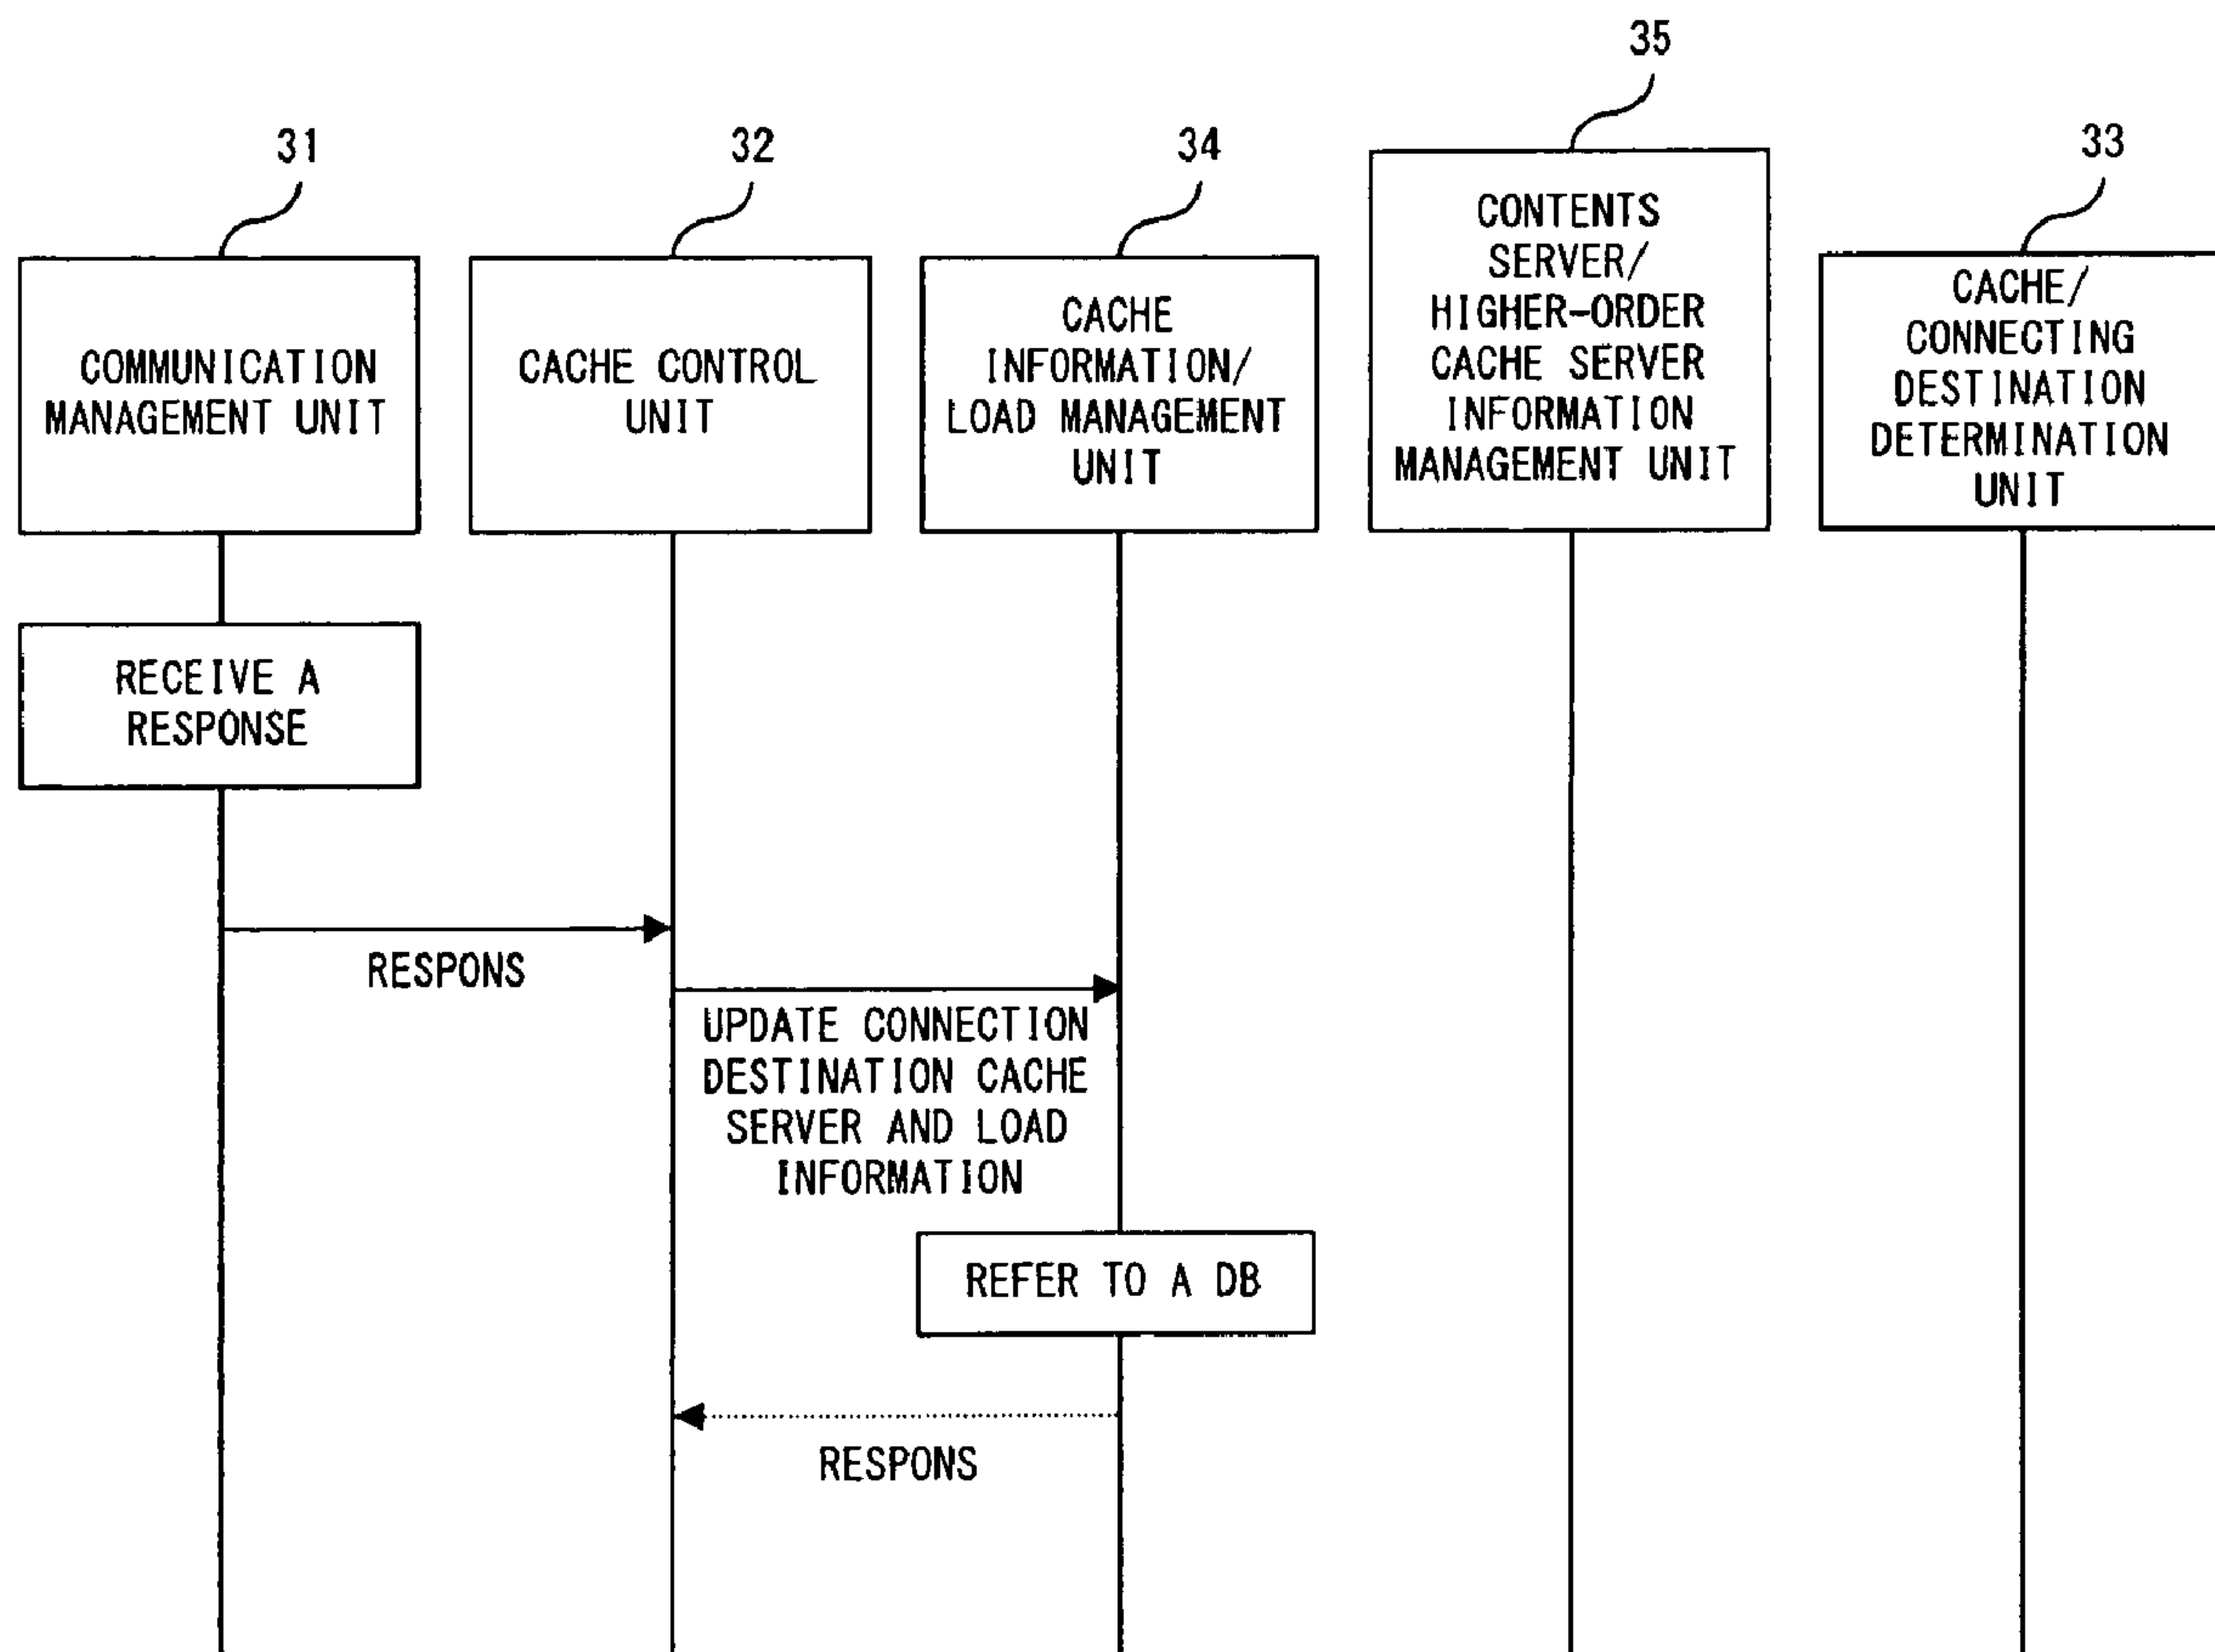 35
31
32
34
33
COMMUNICATION
MANAGEMENT UNIT
CACHE CONTROL
UNIT
CACHE
INFORMATION/
LOAD MANAGEMENT
UNIT
CONTENTS
SERVER/
HIGHER-ORDER
CACHE SERVER
INFORMATION
MANAGEMENT UNIT
CACHE/
CONNECTING
DESTINATION
DETERMINATION
UNIT
RECEIVE A
RESPONSE
RESPONS
UPDATE CONNECTION
DESTINATION CACHE
SERVER AND LOAD
INFORMATION
REFER TO A DB
RESPONS